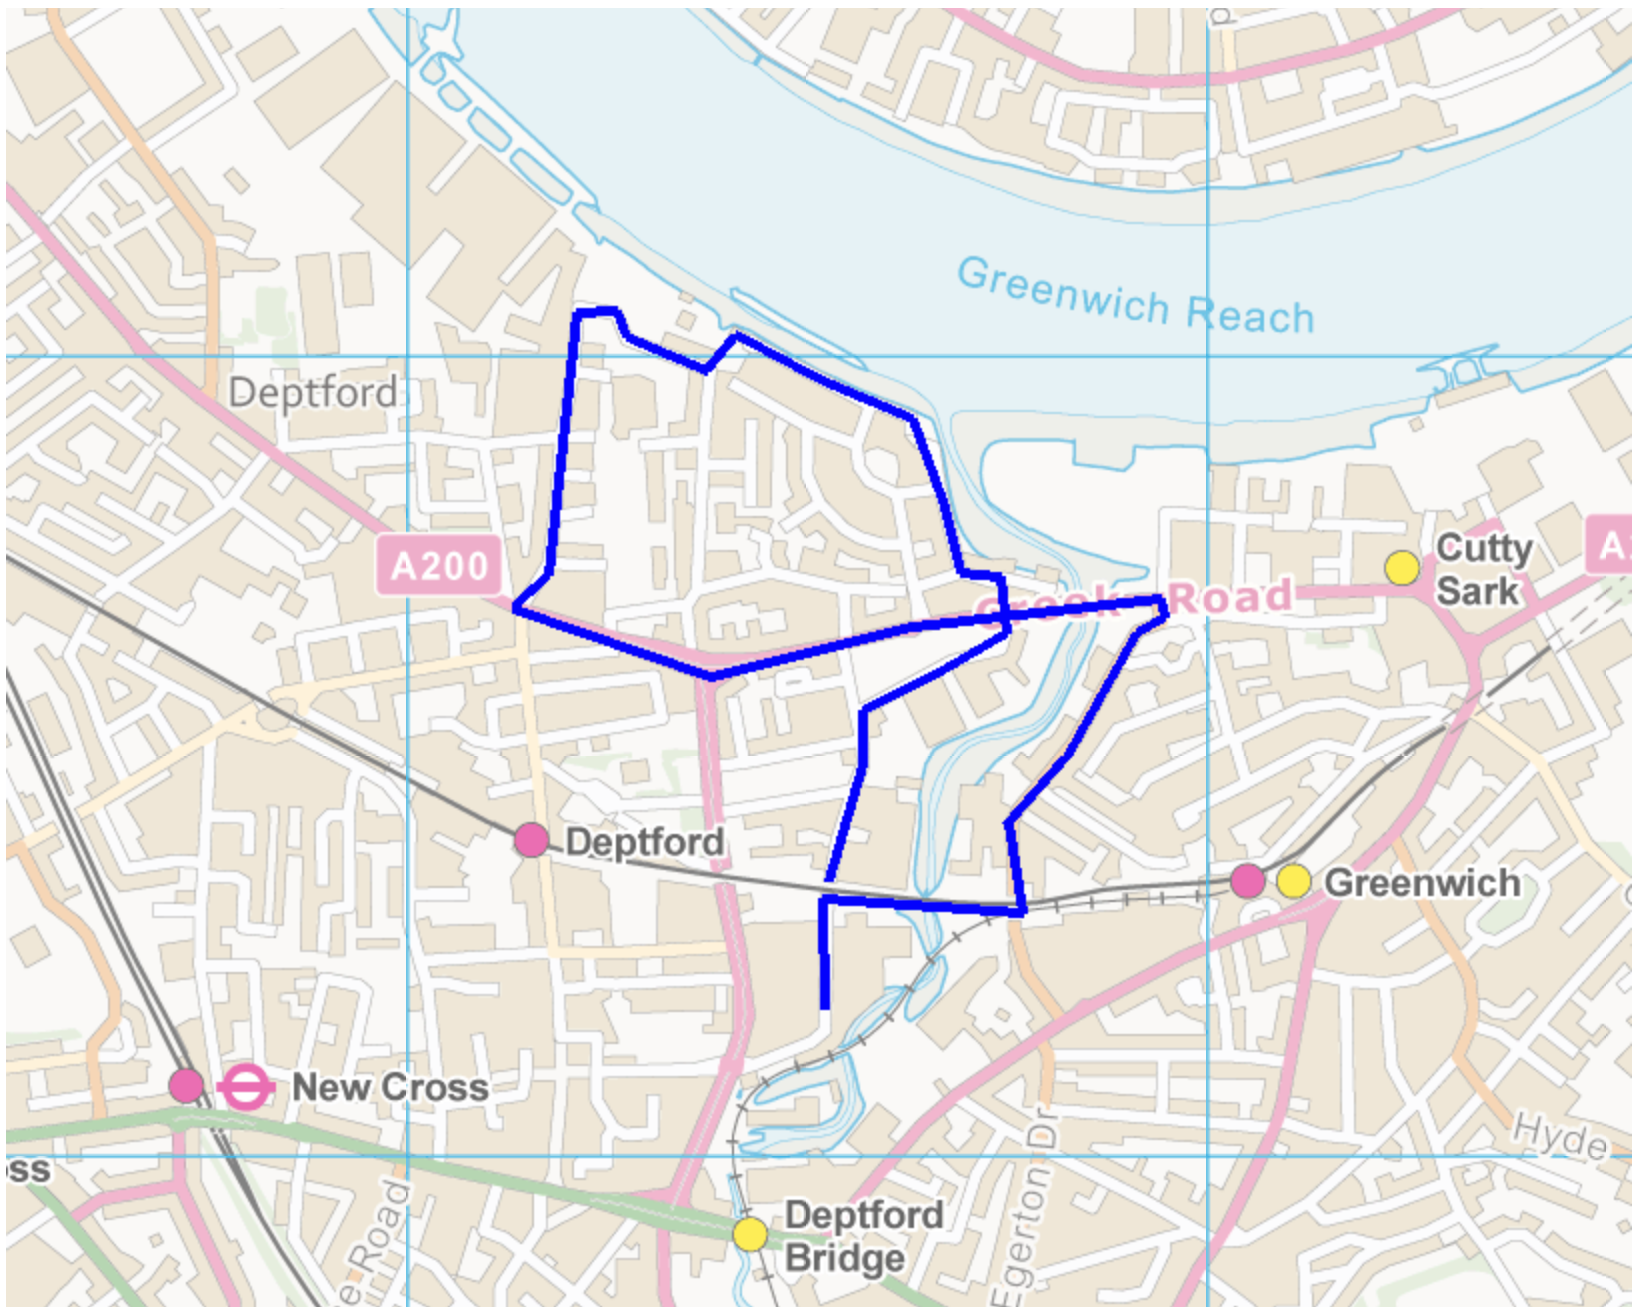 Greenwich Reach
Deptford
A200
Cutty
Sark
Road
Deptford
Greenwich
New Cross
Hyde
Deptford
Bridge
Egerton Dr
Road